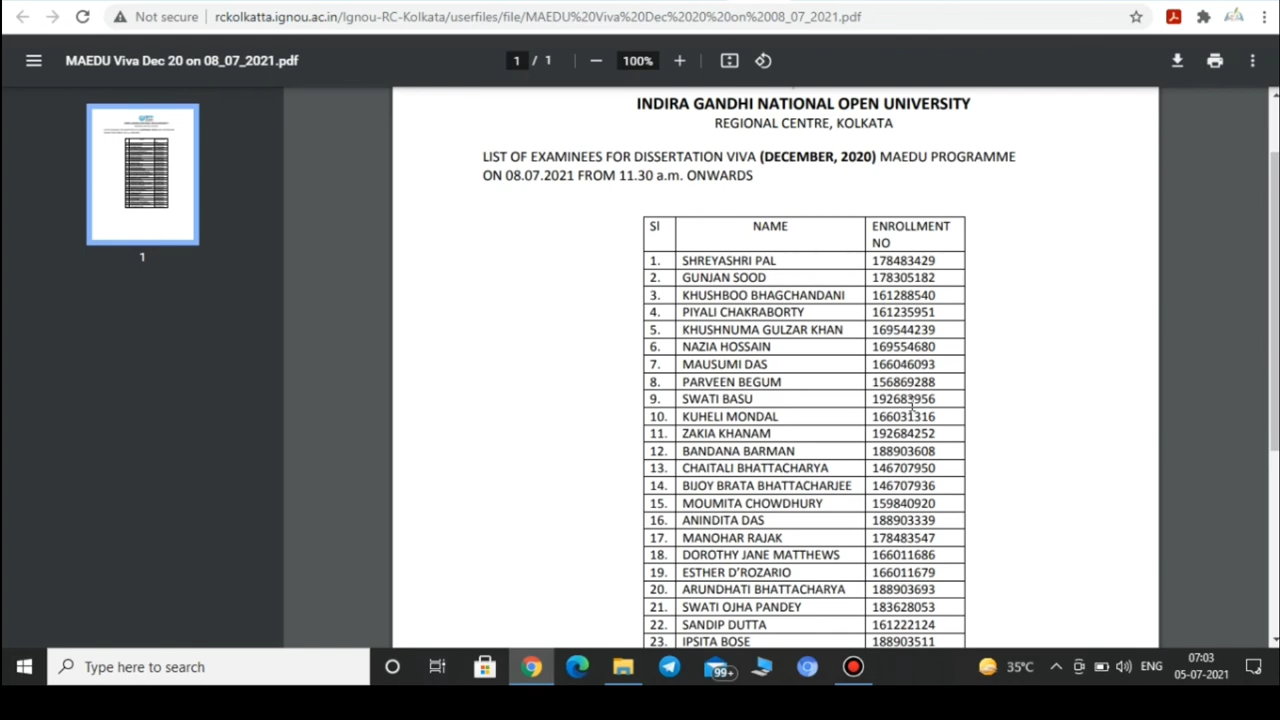 Not secure
rckolkatta.ignou.ac.in/Ignou-RC-Kolkata/userfiles/file/MAEDU%20Viva%20Dec%2020%20on%2008_07_2021.pdf
MAEDU Viva Dec 20 on 08_07_2021.pdf
1 / 1
100%
1
INDIRA GANDHI NATIONAL OPEN UNIVERSITY
REGIONAL CENTRE, KOLKATA
LIST OF EXAMINEES FOR DISSERTATION VIVA (DECEMBER, 2020) MAEDU PROGRAMME
ON 08.07.2021 FROM 11.30 a.m. ONWARDS
Sl NAME ENROLLMENT
NO
1. SHREYASHRI PAL 178483429
2. GUNJAN SOOD 178305182
3. KHUSHBOO BHAGCHANDANI 161288540
4. PIYALI CHAKRABORTY 161235951
5. KHUSHNUMA GULZAR KHAN 169544239
6. NAZIA HOSSAIN 169554680
7. MAUSUMI DAS 166046093
8. PARVEEN BEGUM 156869288
9. SWATI BASU 192683956
10. KUHELI MONDAL 166031316
11. ZAKIA KHANAM 192684252
12. BANDANA BARMAN 188903608
13. CHAITALI BHATTACHARYA 146707950
14. BIJOY BRATA BHATTACHARJEE 146707936
15. MOUMITA CHOWDHURY 159840920
16. ANINDITA DAS 188903339
17. MANOHAR RAJAK 178483547
18. DOROTHY JANE MATTHEWS 166011686
19. ESTHER D’ROZARIO 166011679
20. ARUNDHATI BHATTACHARYA 188903693
21. SWATI OJHA PANDEY 183628053
22. SANDIP DUTTA 161222124
23. IPSITA BOSE 188903511
Type here to search
99+
35°C
ENG
07:03
05-07-2021